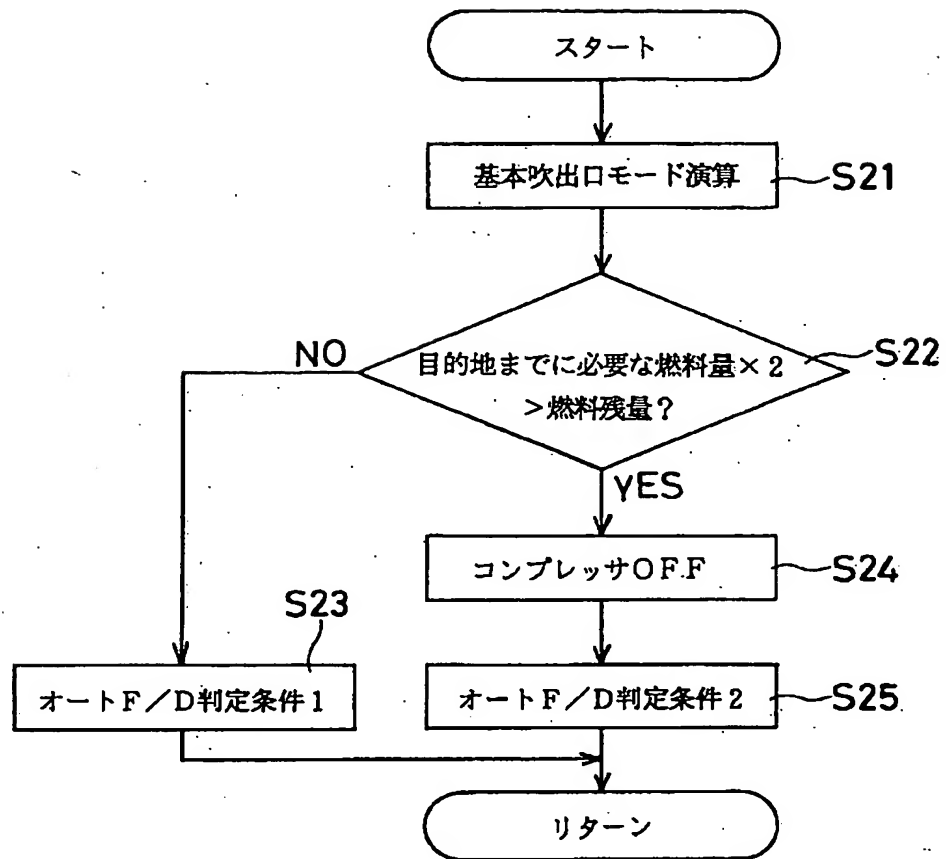 スタート
基本吹出口モード演算
S21
目的地までに必要な燃料量×2
>燃料残量?
S22
NO
YES
コンプレッサOFF
S24
S23
オートF/D判定条件1
オートF/D判定条件2
S25
リターン